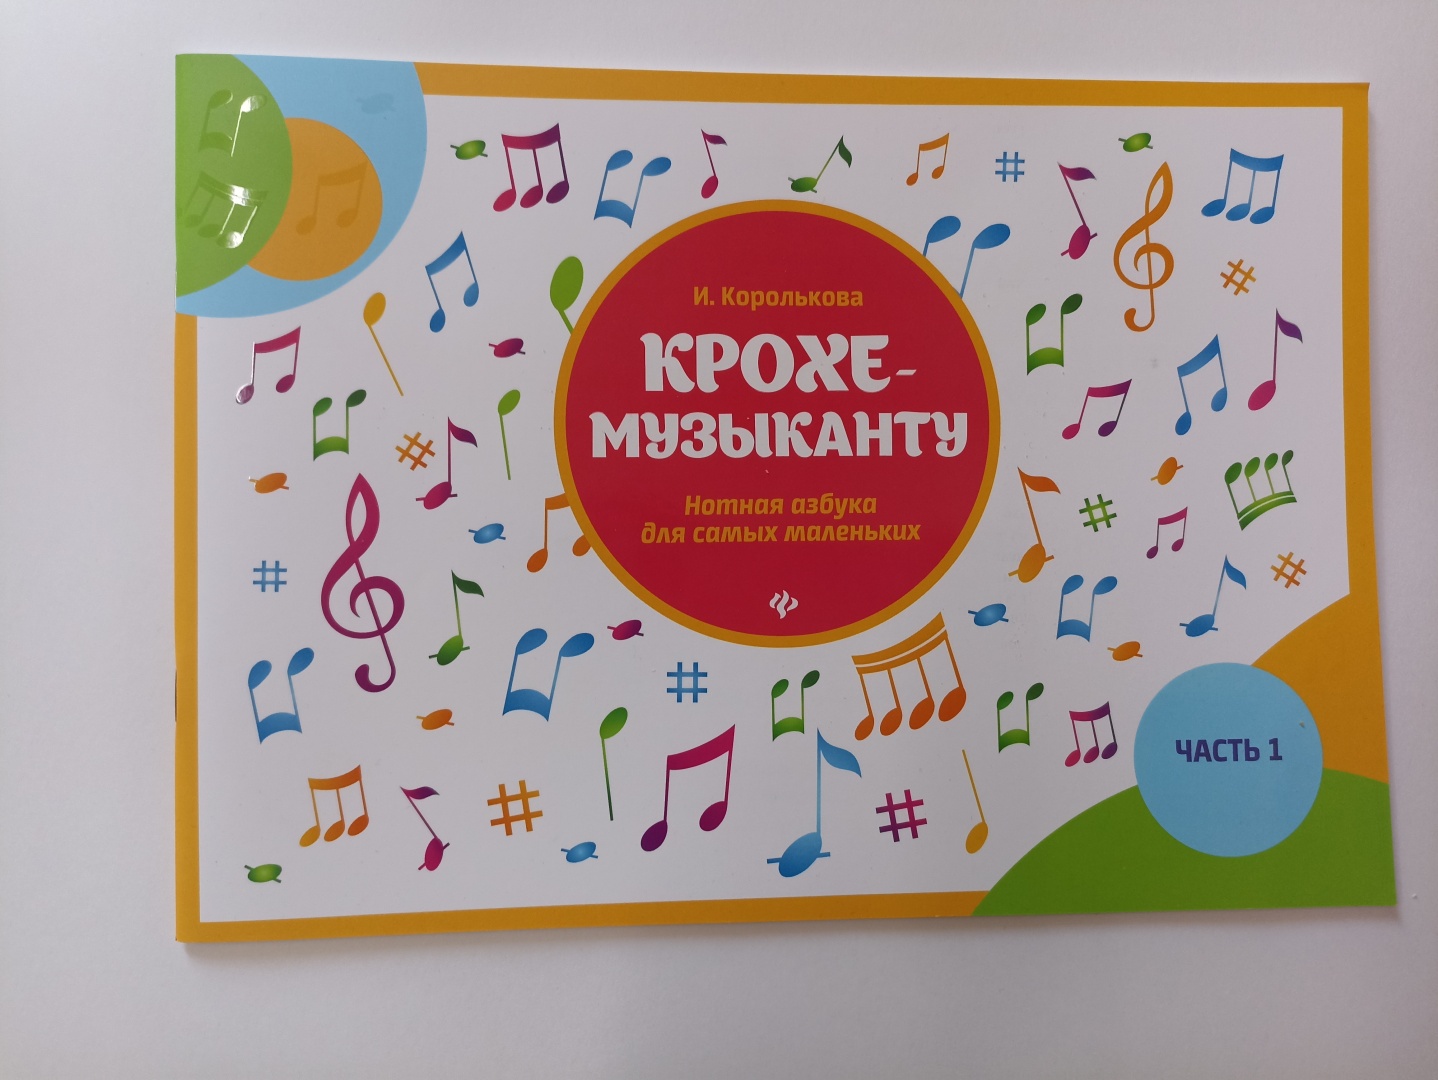 И. Королькова
КРОХЕ-
МУЗЫКАНТУ
Нотная азбука
для самых маленьких
ЧАСТЬ 1